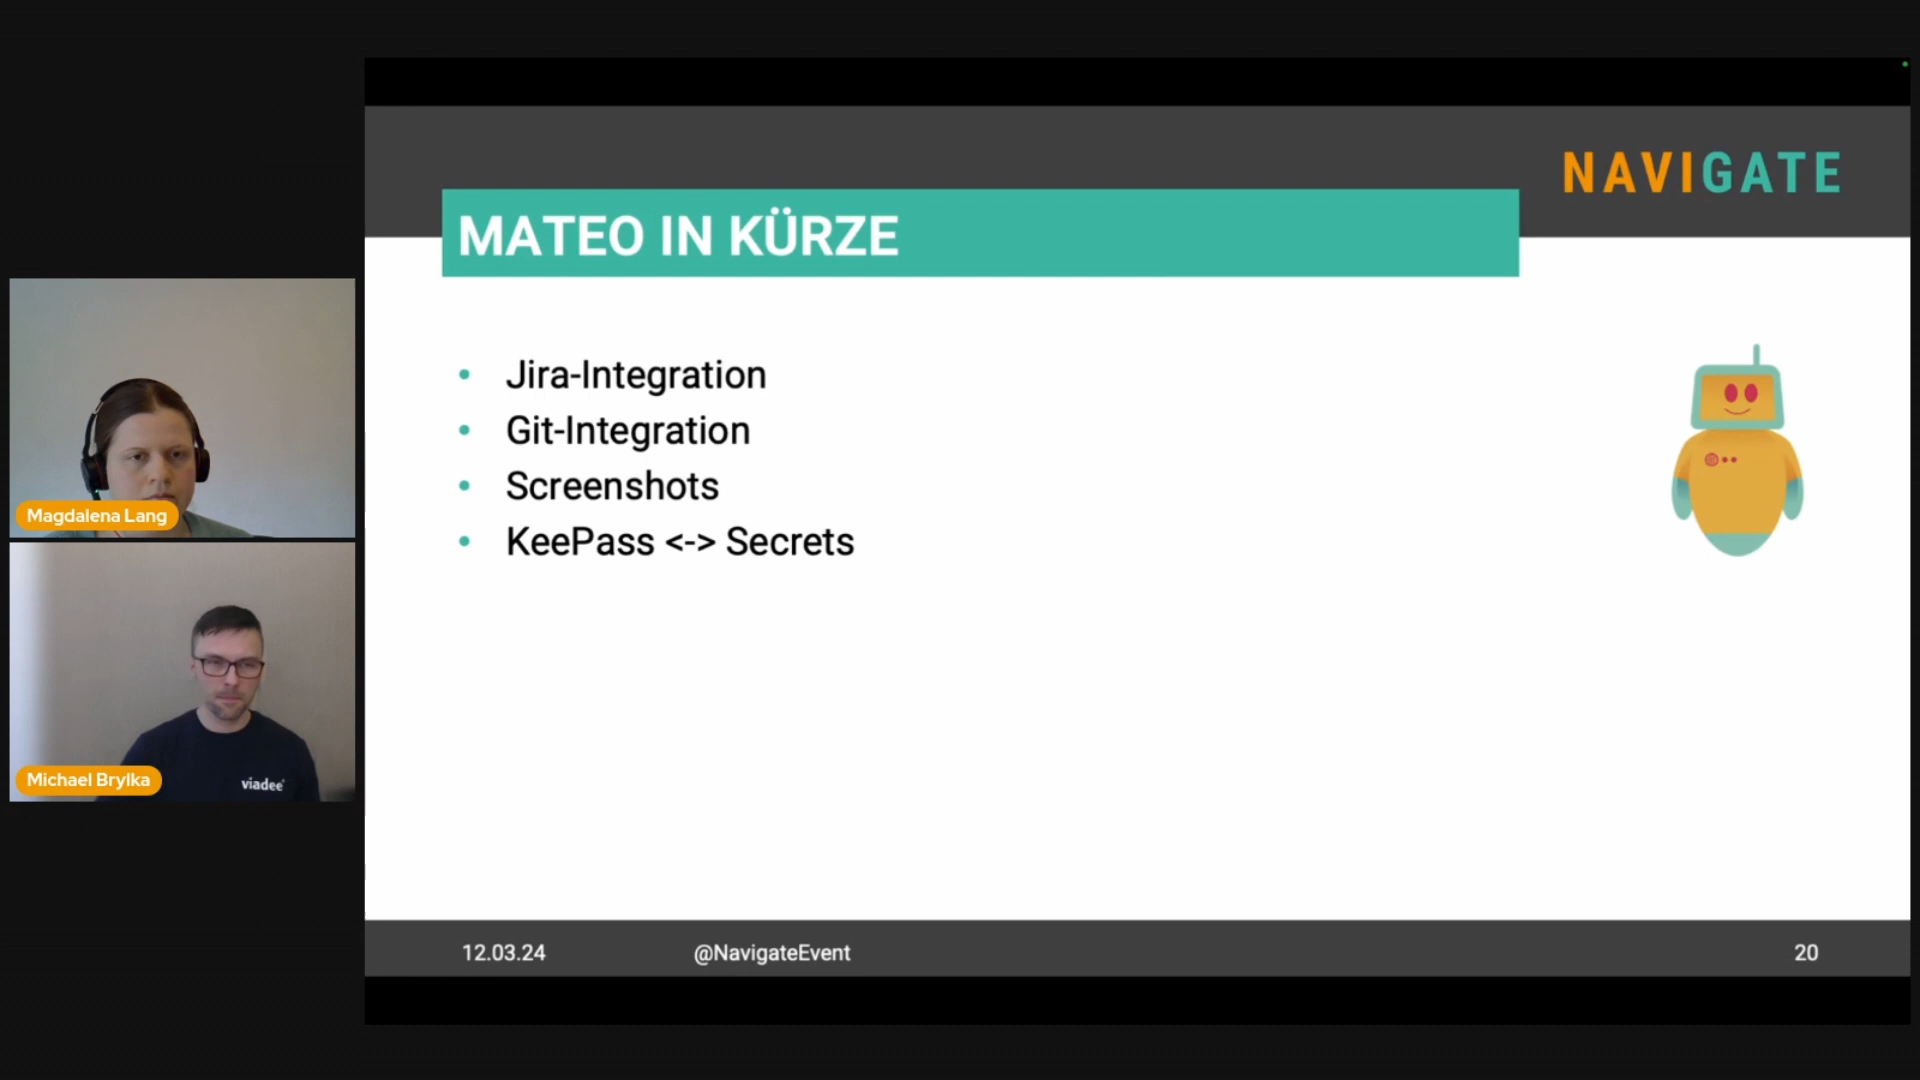 NAVIGATE
MATEO IN KÜRZE
• Jira-Integration
• Git-Integration
• Screenshots
• KeePass <-> Secrets
Magdalena Lang
viadee
Michael Brylka
12.03.24
@NavigateEvent
20